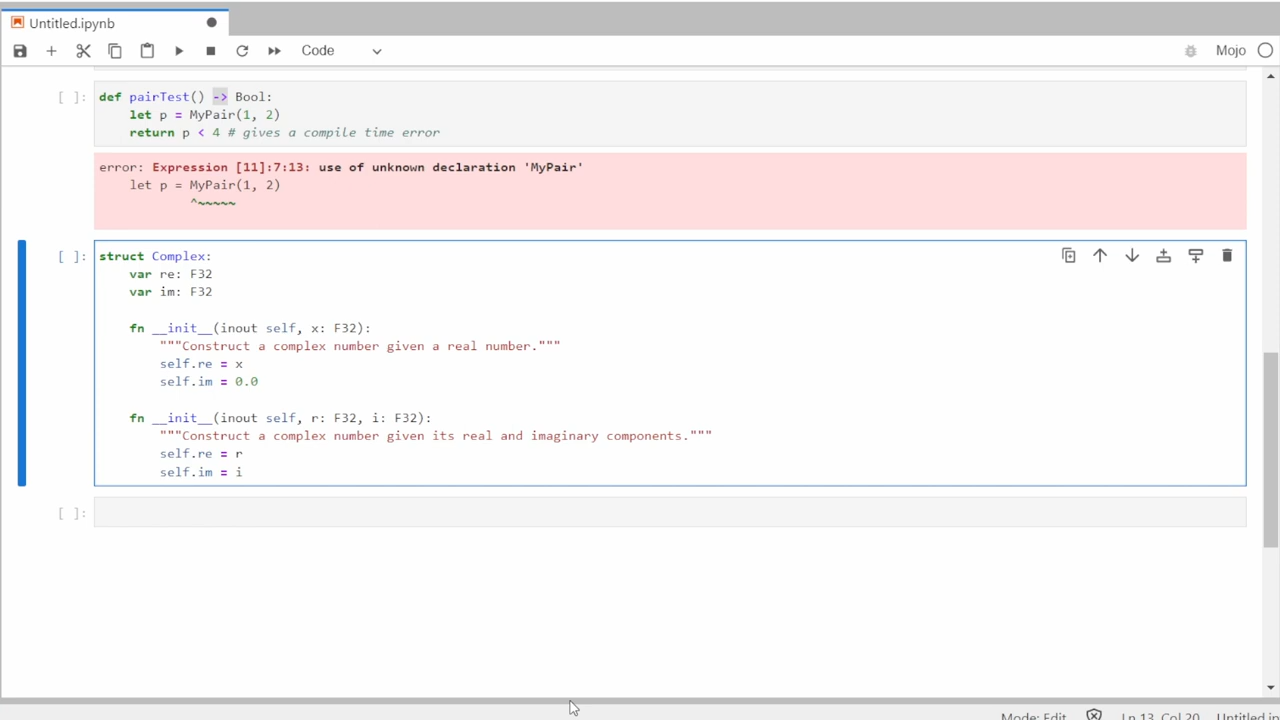 Untitled.ipynb
Code
Mojo
[ ]:
def pairTest() -> Bool:
    let p = MyPair(1, 2)
    return p < 4 # gives a compile time error
error: Expression [11]:7:13: use of unknown declaration 'MyPair'
    let p = MyPair(1, 2)
            ^~~~~~
[ ]:
struct Complex:
    var re: F32
    var im: F32
    fn __init__(inout self, x: F32):
        """Construct a complex number given a real number."""
        self.re = x
        self.im = 0.0
    fn __init__(inout self, r: F32, i: F32):
        """Construct a complex number given its real and imaginary components."""
        self.re = r
        self.im = i
[ ]:
Mode: Edit Ln 13, Col 20 Untitled.ip